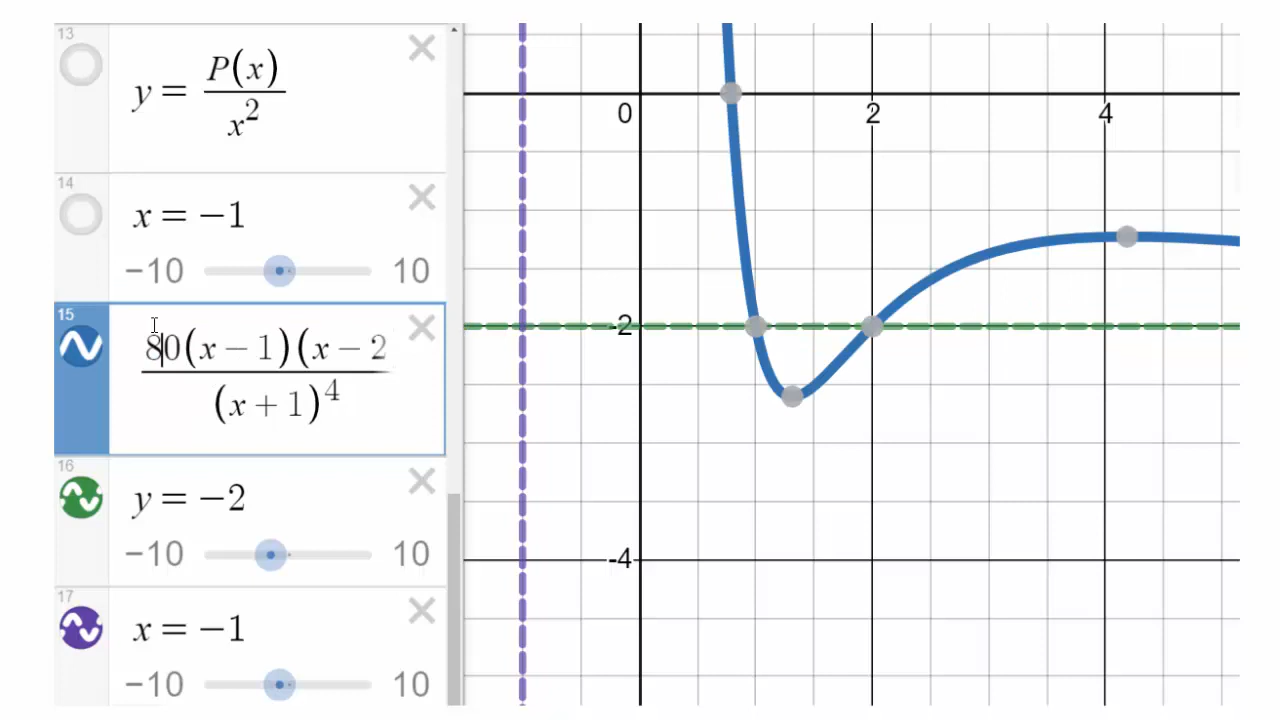 13
y = P(x)/x^2
14
x = −1
−10 10
15
80(x − 1)(x − 2
(x + 1)^4
16
y = −2
−10 10
17
x = −1
−10 10
0 2 4
-2
-4